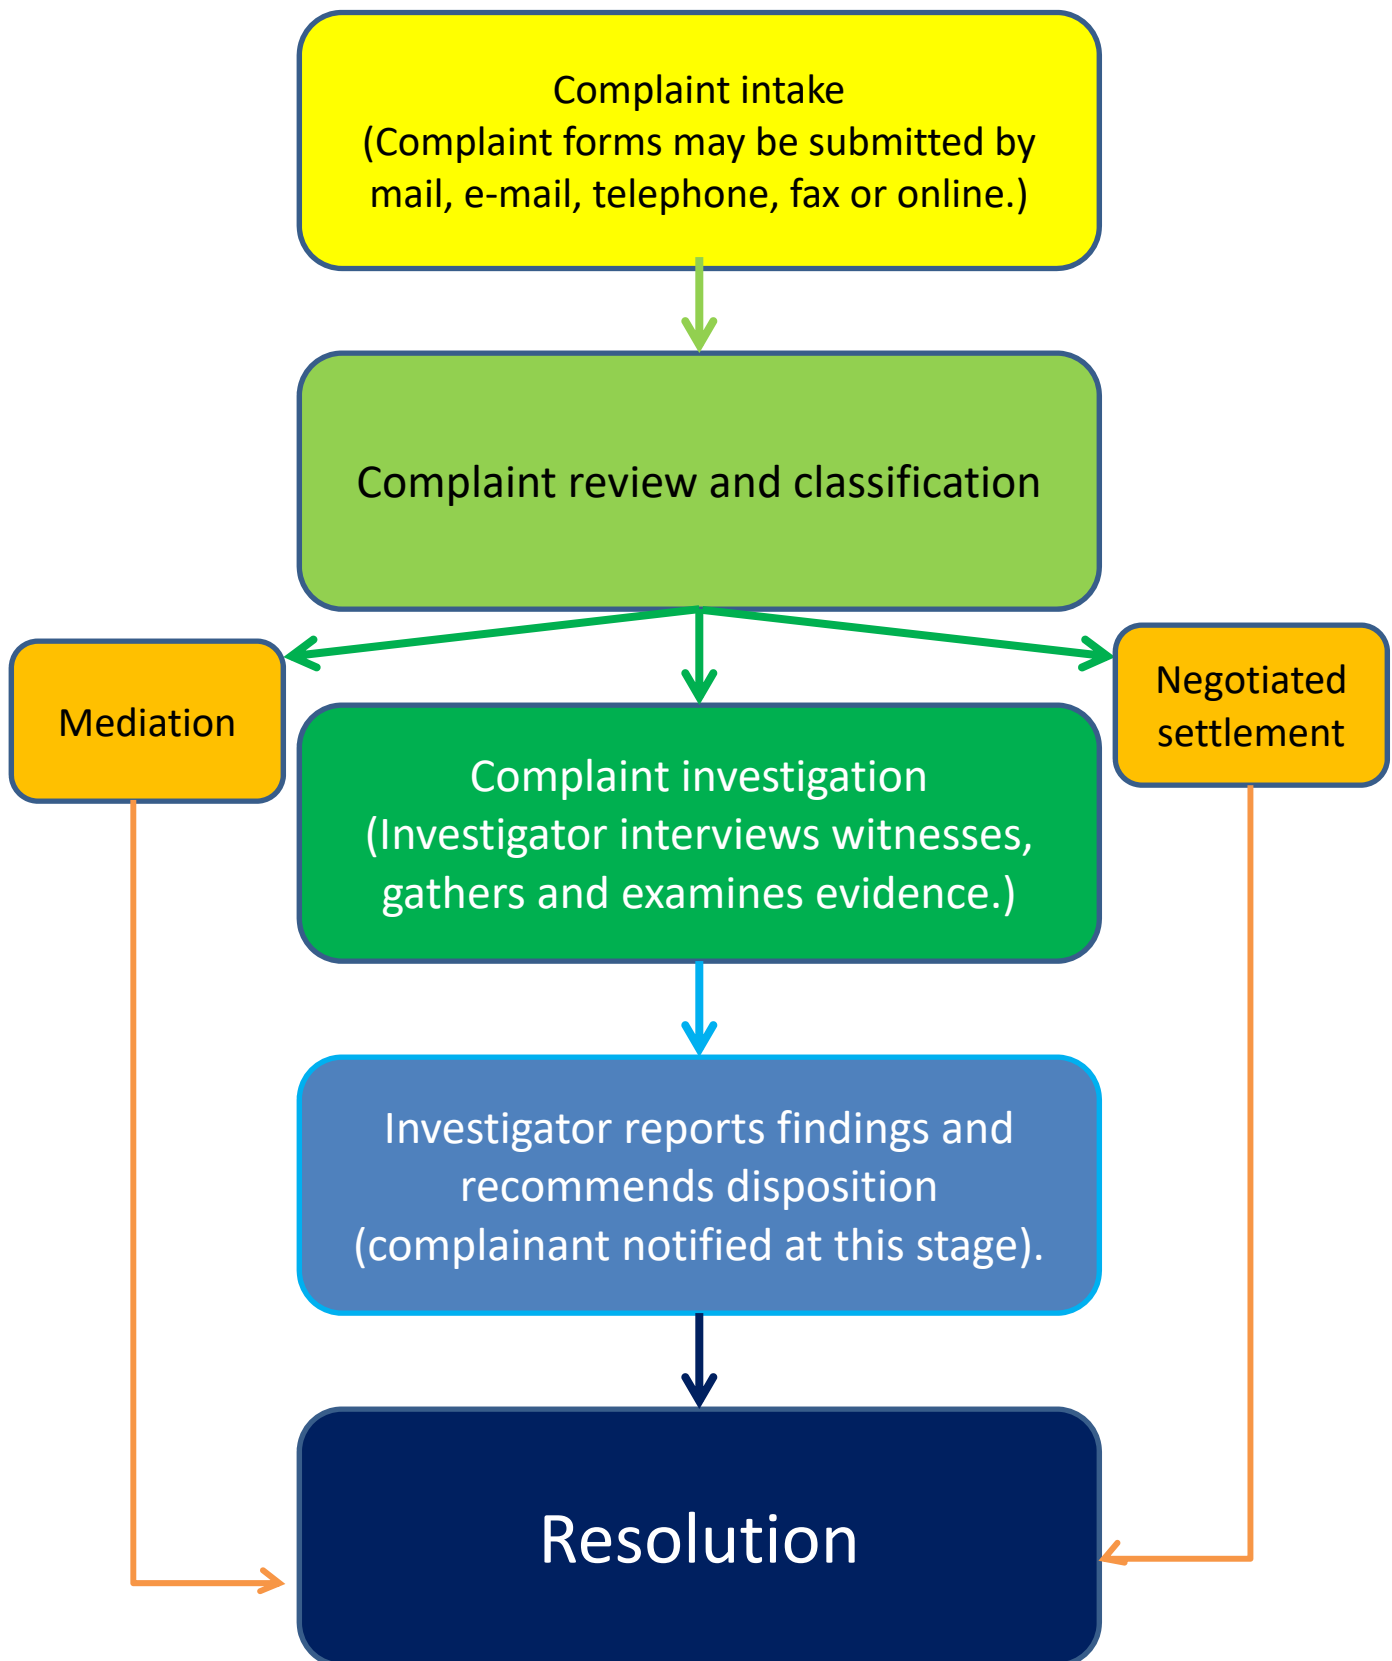 Complaint intake
(Complaint forms may be submitted by
mail, e-mail, telephone, fax or online.)
Complaint review and classification
Mediation
Negotiated
settlement
Complaint investigation
(Investigator interviews witnesses,
gathers and examines evidence.)
Investigator reports findings and
recommends disposition
(complainant notified at this stage).
Resolution